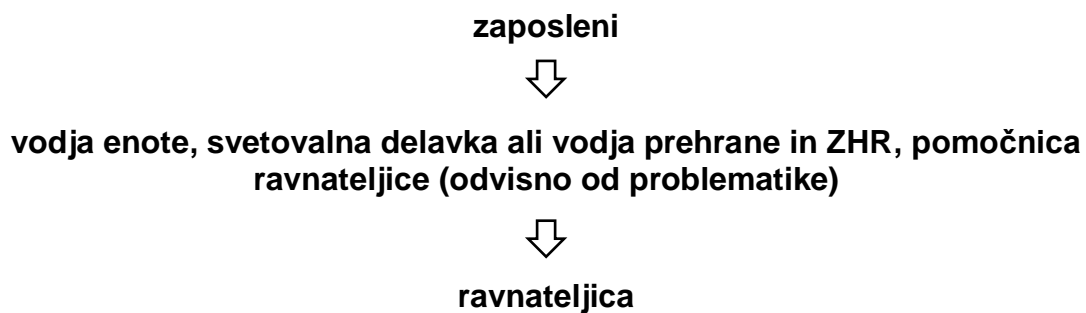 zaposleni
vodja enote, svetovalna delavka ali vodja prehrane in ZHR, pomočnica
ravnateljice (odvisno od problematike)
ravnateljica